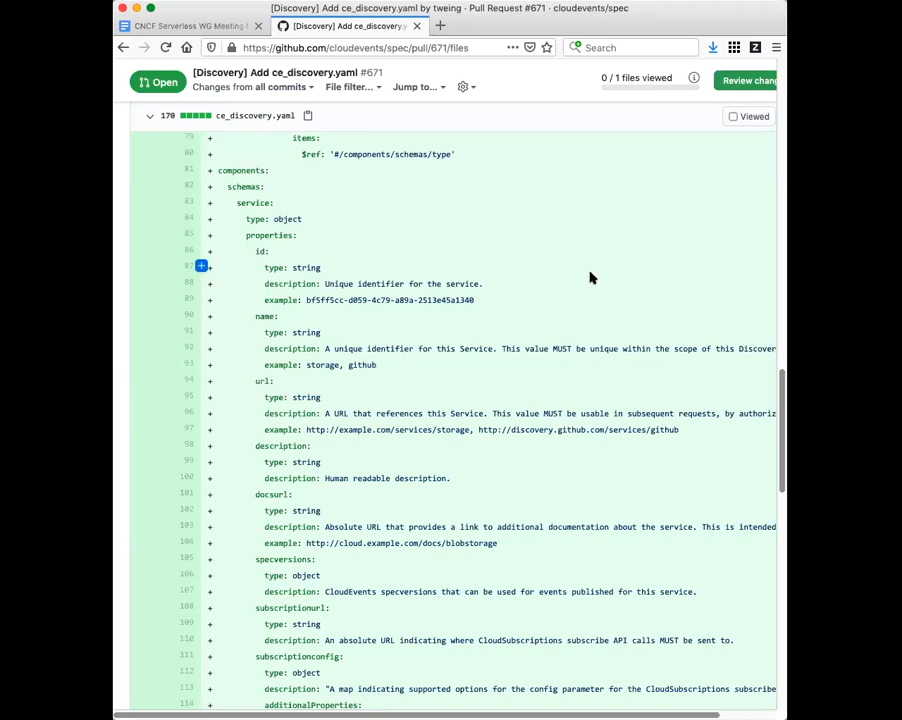 [Discovery] Add ce_discovery.yaml by tweing · Pull Request #671 · cloudevents/spec
CNCF Serverless WG Meeting
[Discovery] Add ce_discovery.y
https://github.com/cloudevents/spec/pull/671/files
Search
Open
[Discovery] Add ce_discovery.yaml #671
Changes from all commits
File filter...
Jump to...
0 / 1 files viewed
Review chang
170
ce_discovery.yaml
Viewed
79 + items:
80 + $ref: '#/components/schemas/type'
81 + components:
82 + schemas:
83 + service:
84 + type: object
85 + properties:
86 + id:
87 + type: string
88 + description: Unique identifier for the service.
89 + example: bf5ff5cc-d059-4c79-a89a-2513e45a1340
90 + name:
91 + type: string
92 + description: A unique identifier for this Service. This value MUST be unique within the scope of this Discover
93 + example: storage, github
94 + url:
95 + type: string
96 + description: A URL that references this Service. This value MUST be usable in subsequent requests, by authoriz
97 + example: http://example.com/services/storage, http://discovery.github.com/services/github
98 + description:
99 + type: string
100 + description: Human readable description.
101 + docsurl:
102 + type: string
103 + description: Absolute URL that provides a link to additional documentation about the service. This is intended
104 + example: http://cloud.example.com/docs/blobstorage
105 + specversions:
106 + type: object
107 + description: CloudEvents specversions that can be used for events published for this service.
108 + subscriptionurl:
109 + type: string
110 + description: An absolute URL indicating where CloudSubscriptions subscribe API calls MUST be sent to.
111 + subscriptionconfig:
112 + type: object
113 + description: "A map indicating supported options for the config parameter for the CloudSubscriptions subscribe
114 + additionalProperties: